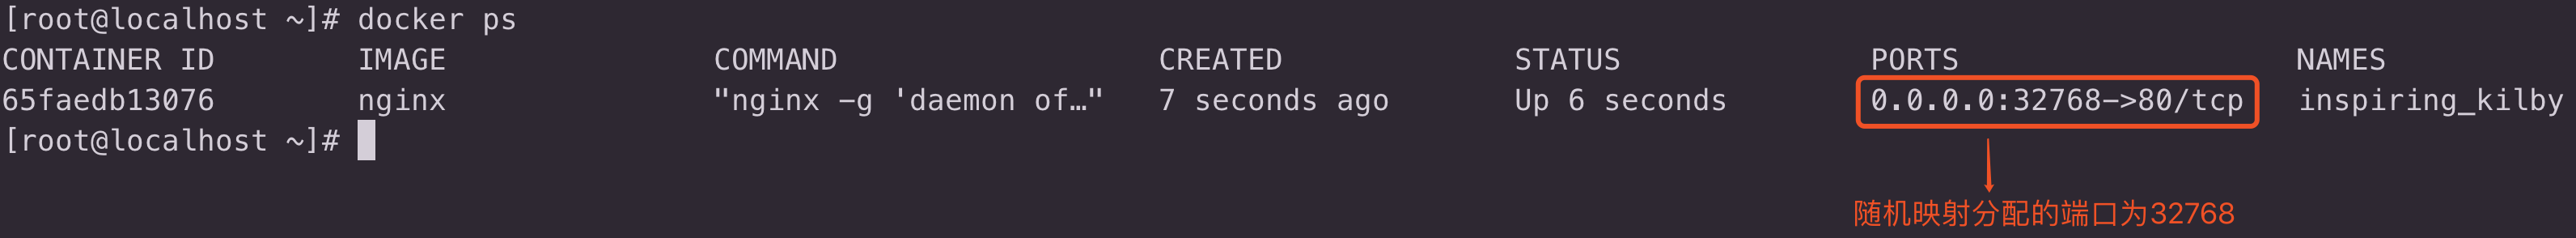 [root@localhost ~]# docker ps
CONTAINER ID IMAGE COMMAND CREATED STATUS PORTS NAMES
65faedb13076 nginx "nginx -g 'daemon of…" 7 seconds ago Up 6 seconds 0.0.0.0:32768->80/tcp inspiring_kilby
[root@localhost ~]#
随机映射分配的端口为32768